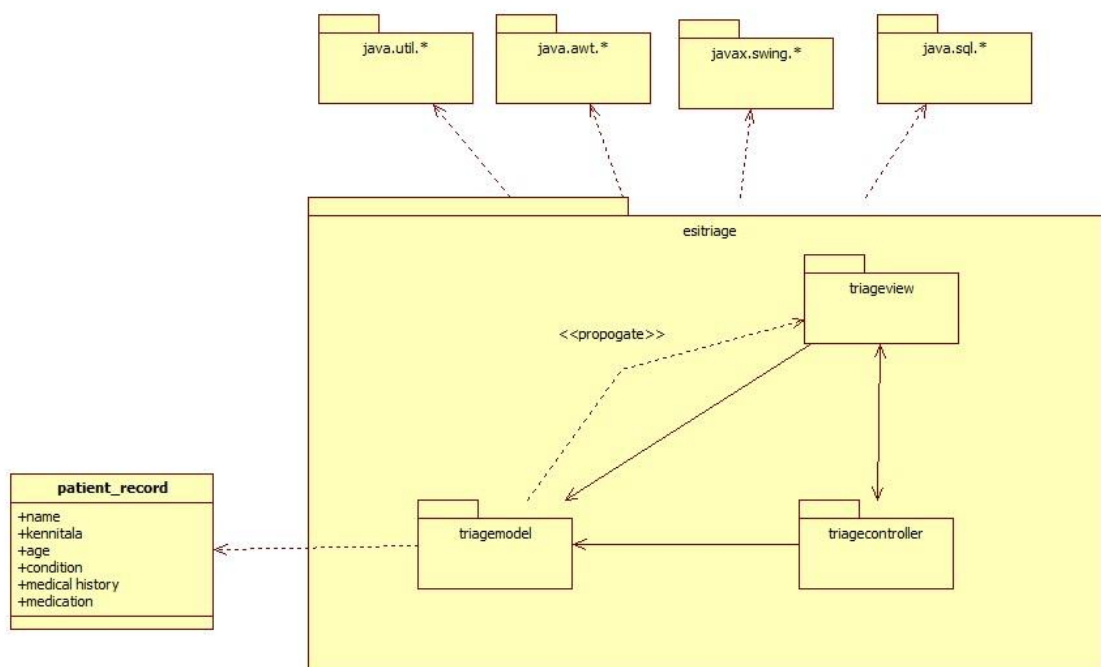 java.util.*
java.awt.*
javax.swing.*
java.sql.*
esitriage
triageview
<<propogate>>
patient_record
+name
+kennitala
+age
+condition
+medical history
+medication
triagemodel
triagecontroller